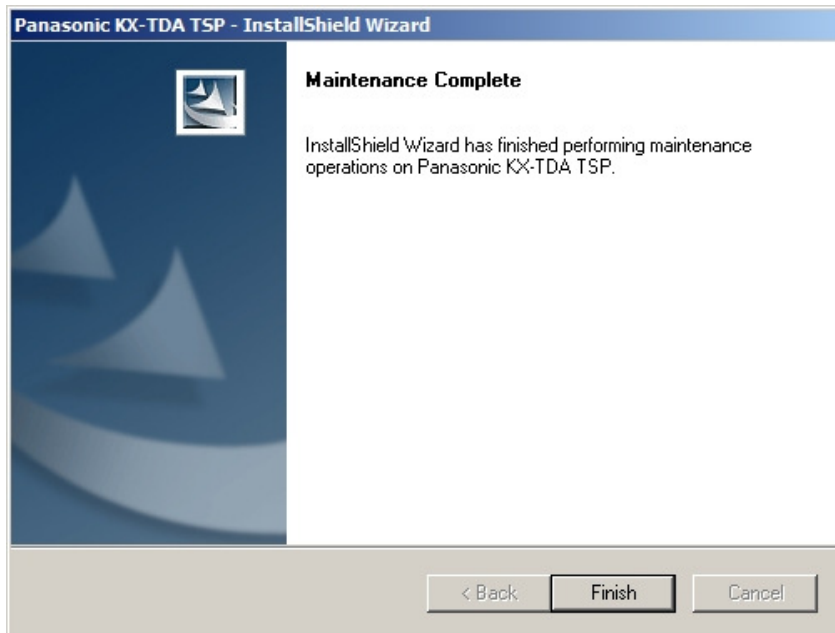 Panasonic KX-TDA TSP - InstallShield Wizard
Maintenance Complete
InstallShield Wizard has finished performing maintenance
operations on Panasonic KX-TDA TSP.
< Back
Finish
Cancel